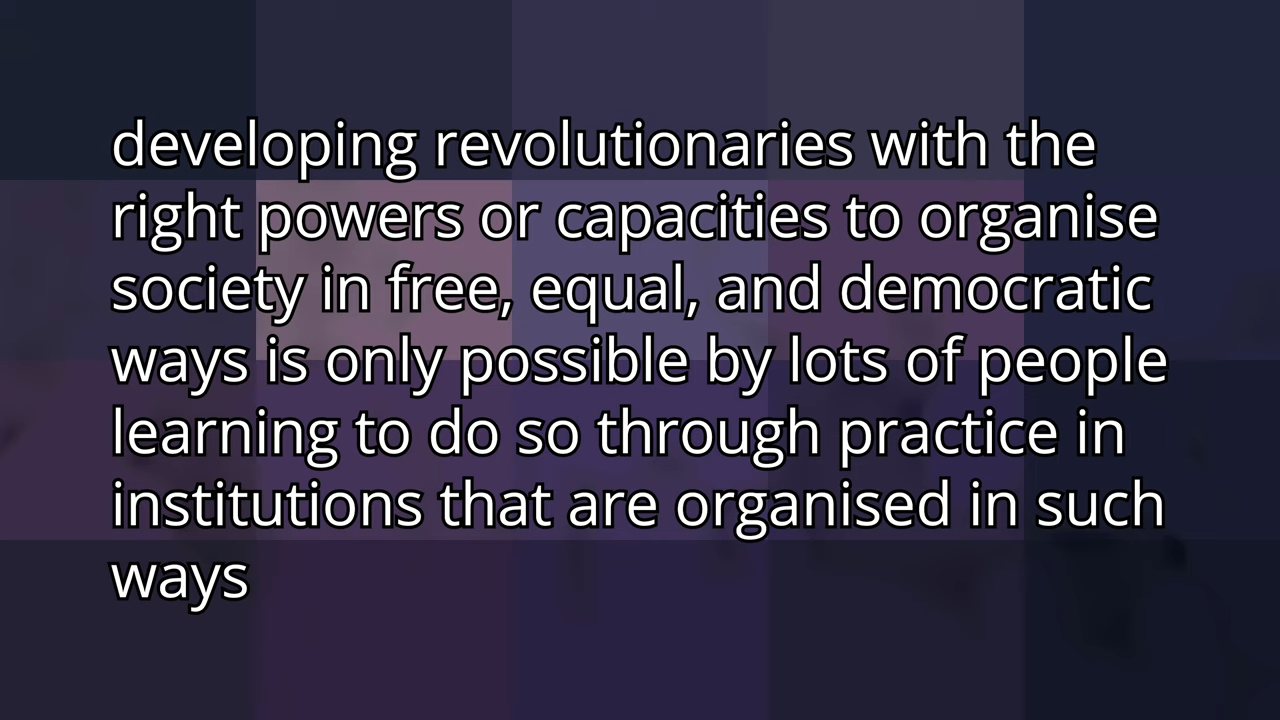 developing revolutionaries with the
right powers or capacities to organise
society in free, equal, and democratic
ways is only possible by lots of people
learning to do so through practice in
institutions that are organised in such
ways